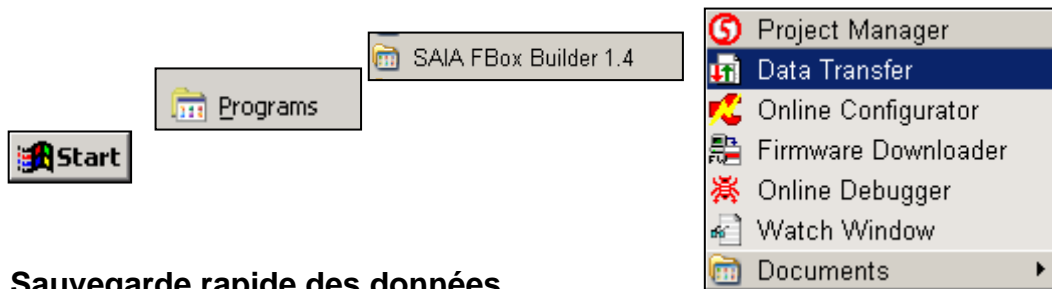 Start
Programs
SAIA FBox Builder 1.4
Project Manager
Data Transfer
Online Configurator
Firmware Downloader
Online Debugger
Watch Window
Documents
Sauvegarde rapide des données